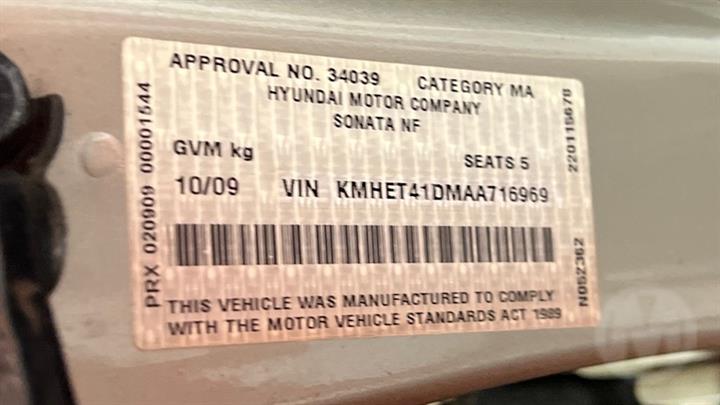 APPROVAL NO. 34039 CATEGORY MA
HYUNDAI MOTOR COMPANY
SONATA NF
GVM kg SEATS 5
10/09 VIN KMHET41DMAA716969
THIS VEHICLE WAS MANUFACTURED TO COMPLY
WITH THE MOTOR VEHICLE STANDARDS ACT 1989
PRX 020909 00001544
220115678
N052362